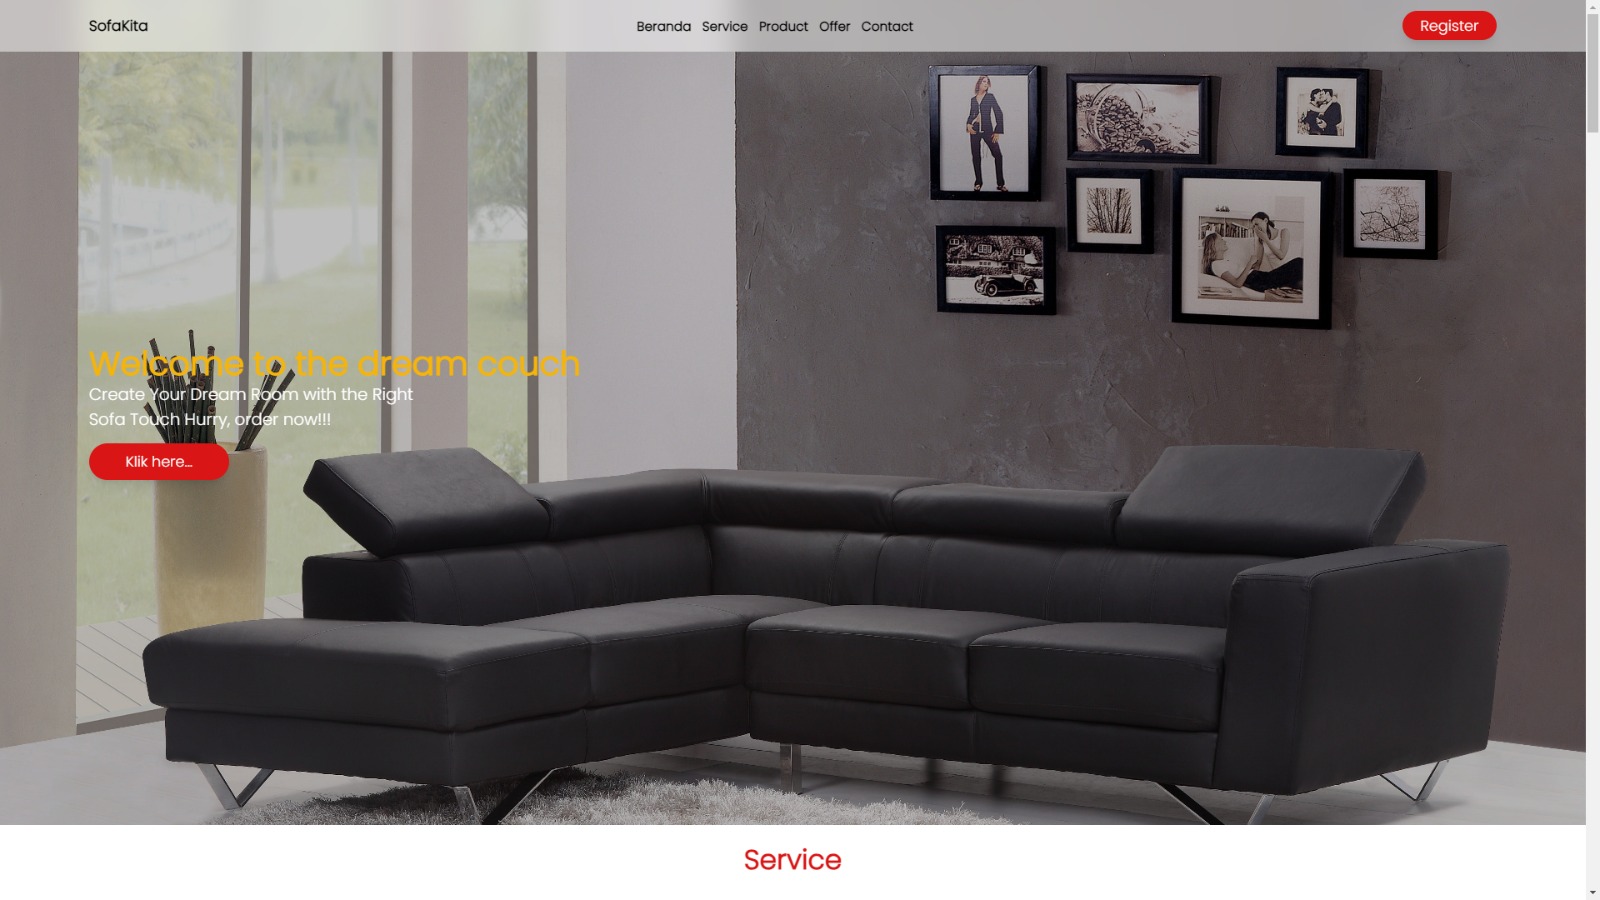 SofaKita
Beranda Service Product Offer Contact
Register
Welcome to the dream couch
Create Your Dream Room with the Right
Sofa Touch Hurry, order now!!!
Klik here...
Service